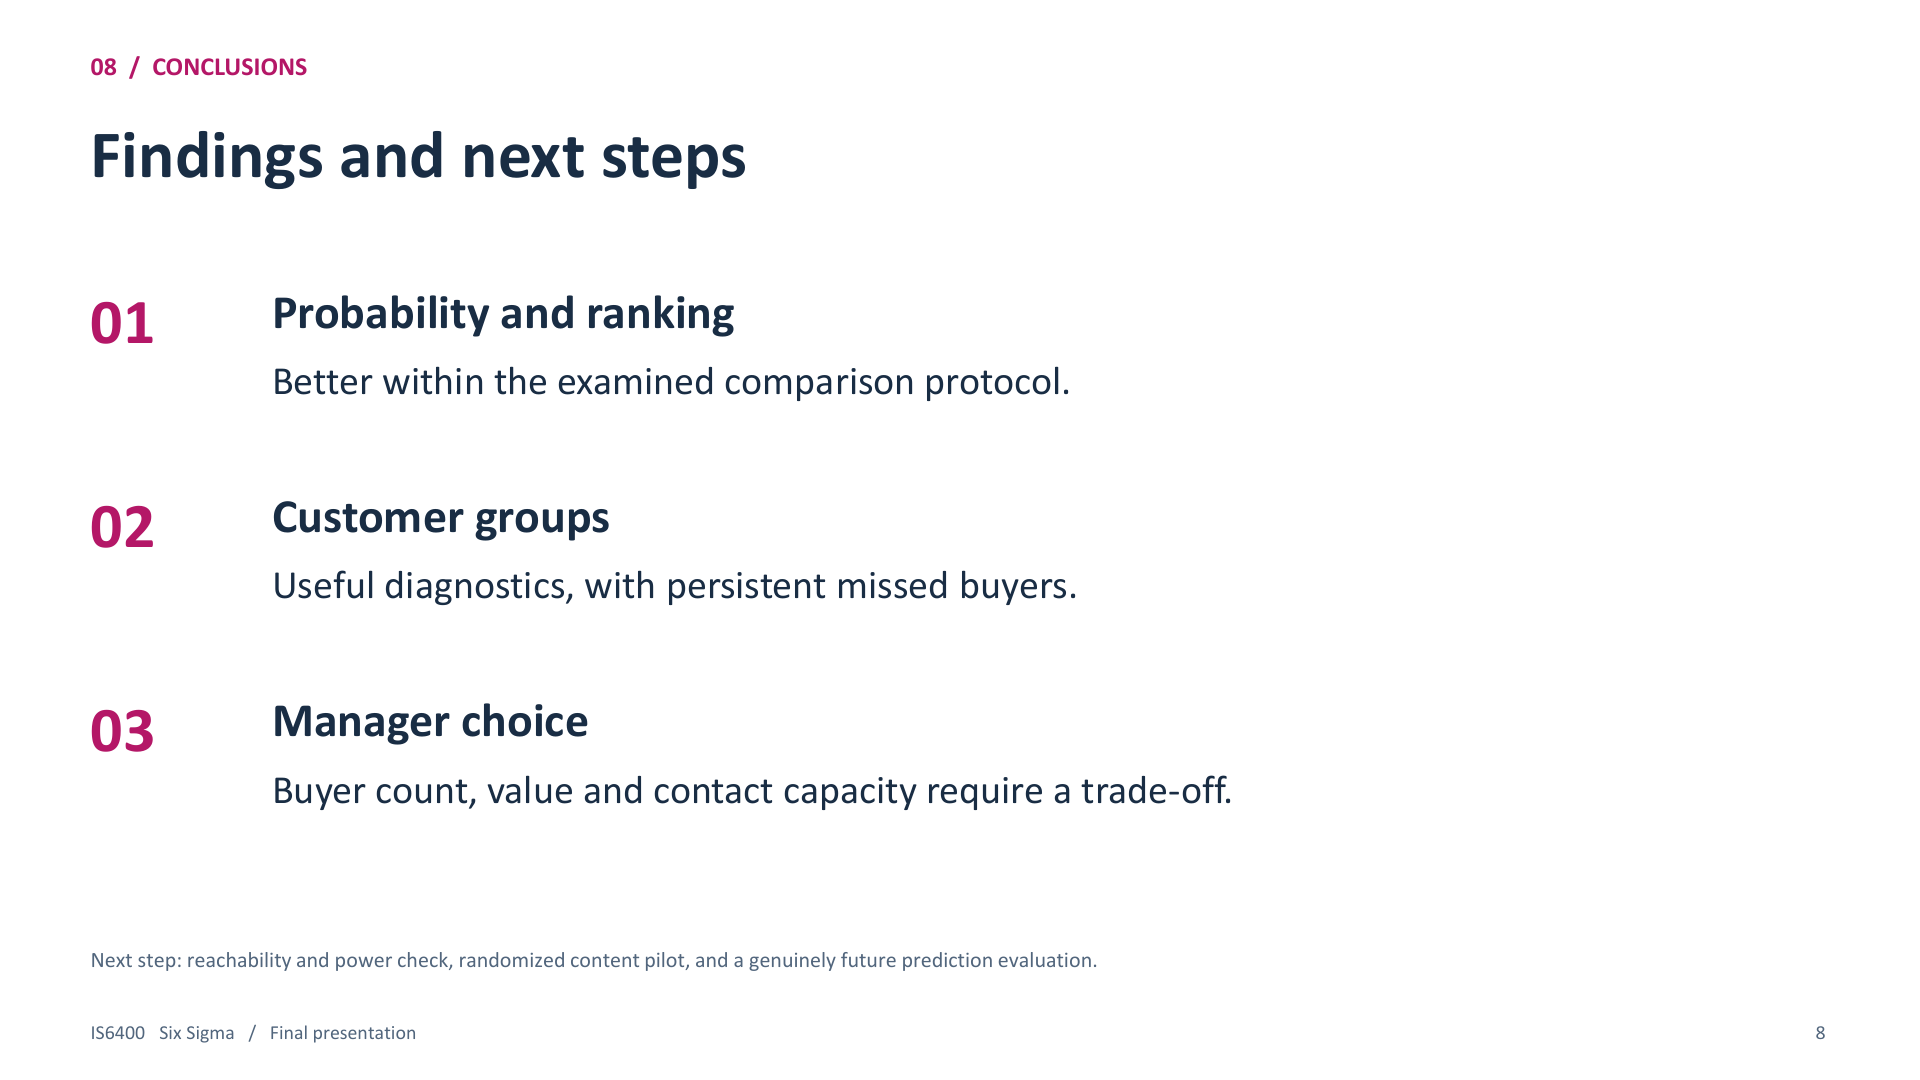 08 / CONCLUSIONS
Findings and next steps
01
Probability and ranking
Better within the examined comparison protocol.
02
Customer groups
Useful diagnostics, with persistent missed buyers.
03
Manager choice
Buyer count, value and contact capacity require a trade-off.
Next step: reachability and power check, randomized content pilot, and a genuinely future prediction evaluation.
IS6400 Six Sigma / Final presentation
8